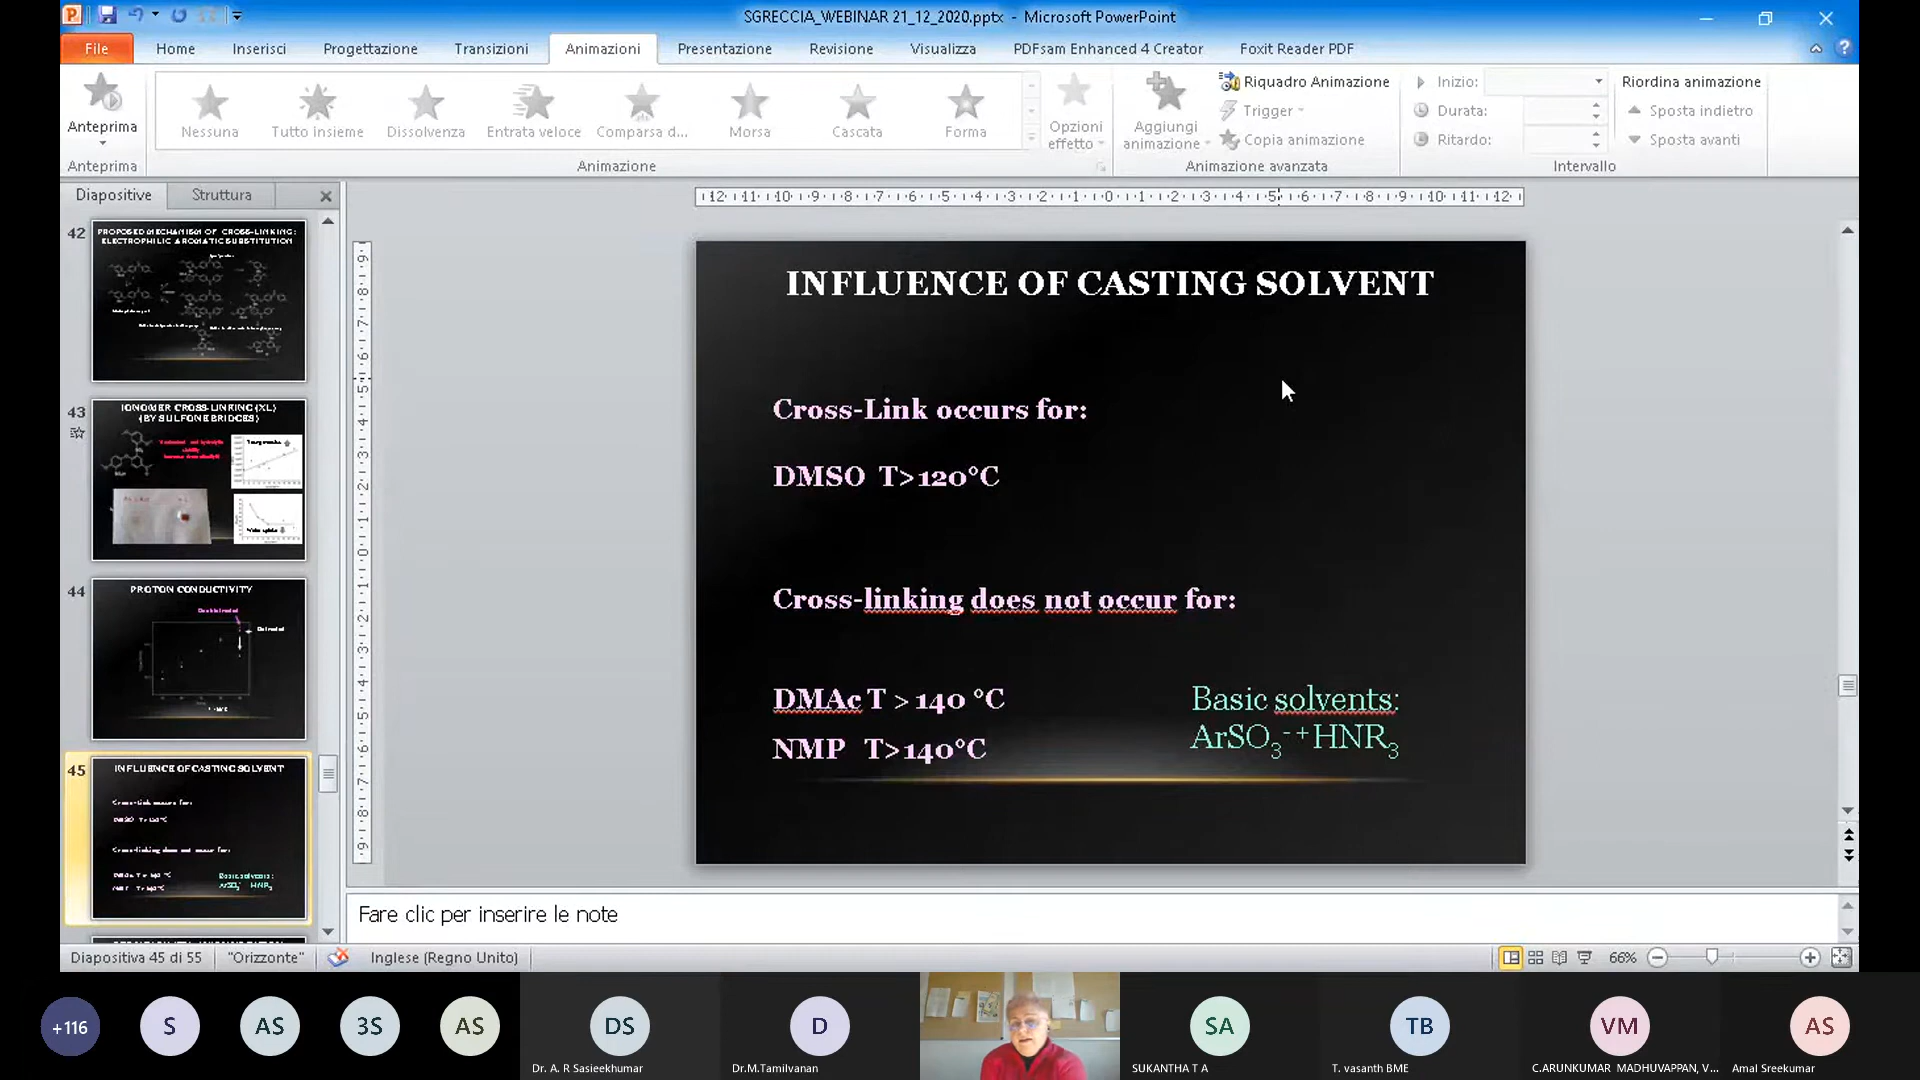 SGRECCIA_WEBINAR 21_12_2020.pptx - Microsoft PowerPoint
File Home Inserisci Progettazione Transizioni Animazioni Presentazione Revisione Visualizza PDFsam Enhanced 4 Creator Foxit Reader PDF
Anteprima
Anteprima
Nessuna Tutto insieme Dissolvenza Entrata veloce Comparsa d... Morsa Cascata Forma
Animazione
Opzioni effetto
Aggiungi animazione
Riquadro Animazione
Trigger
Copia animazione
Animazione avanzata
Inizio:
Durata:
Ritardo:
Intervallo
Riordina animazione
Sposta indietro
Sposta avanti
Diapositive Struttura
42
PROPOSED MECHANISM OF CROSS-LINKING:
ELECTROPHILIC AROMATIC SUBSTITUTION
43
IONOMER CROSS-LINKING (XL)
(BY SULFONE BRIDGES)
44
PROTON CONDUCTIVITY
45
INFLUENCE OF CASTING SOLVENT
Cross-Link occurs for:
DMSO T>120°C
Cross-linking does not occur for:
DMAc T > 140 °C
NMP T>140°C
Basic solvents:
ArSO3- +HNR3
INFLUENCE OF CASTING SOLVENT
Cross-Link occurs for:
DMSO T>120°C
Cross-linking does not occur for:
DMAc T > 140 °C
NMP T>140°C
Basic solvents:
ArSO₃⁻⁺HNR₃
Fare clic per inserire le note
Diapositiva 45 di 55 "Orizzonte" Inglese (Regno Unito) 66%
+116 S AS 3S AS DS D SA TB VM AS
Dr. A. R Sasieekhumar Dr.M.Tamilvanan SUKANTHA T A T. vasanth BME C.ARUNKUMAR MADHUVAPPAN, V... Amal Sreekumar